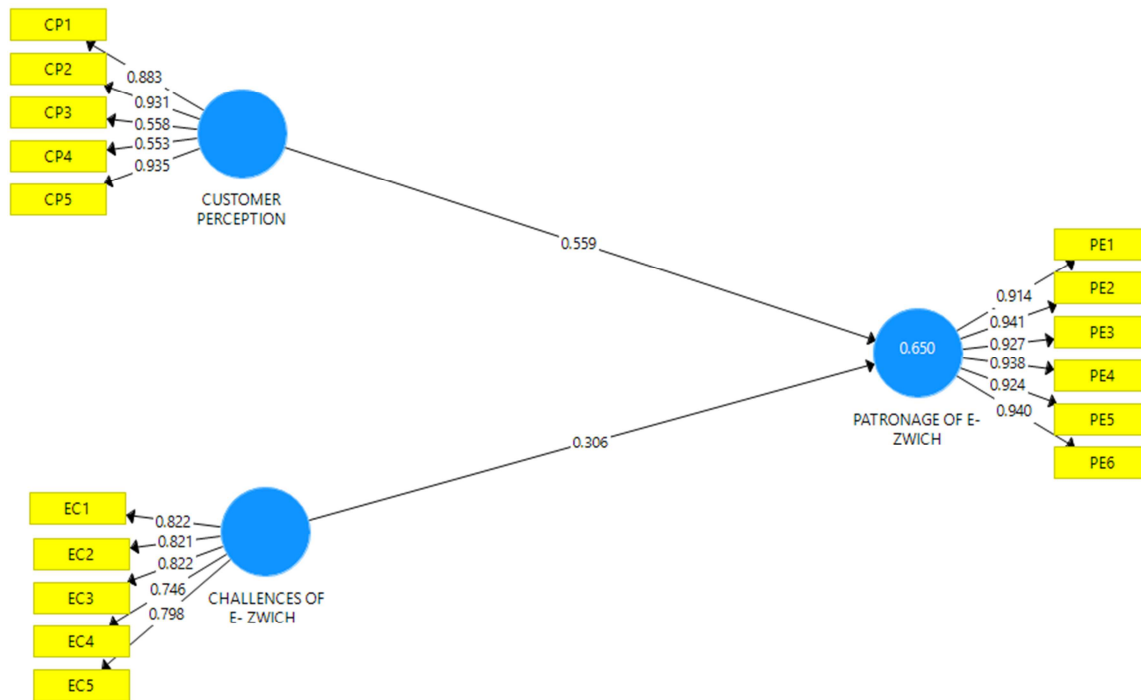 CP1
CP2
CP3
CP4
CP5
0.883
0.931
0.558
0.553
0.935
CUSTOMER
PERCEPTION
0.559
PE1
PE2
PE3
PE4
PE5
PE6
0.914
0.941
0.927
0.938
0.924
0.940
0.650
PATRONAGE OF E-
ZWICH
0.306
EC1
EC2
EC3
EC4
EC5
0.822
0.821
0.822
0.746
0.798
CHALLENCES OF
E- ZWICH